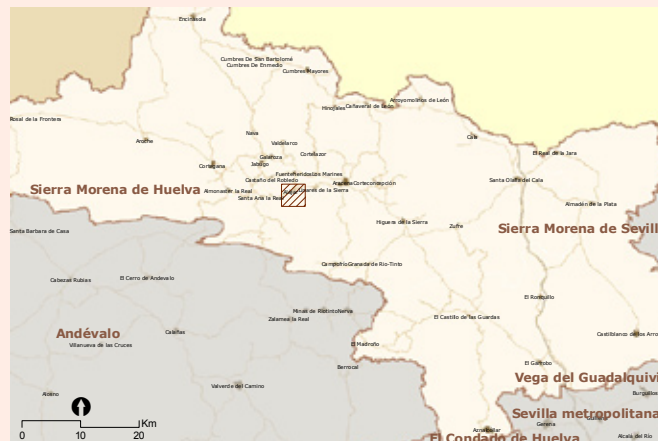 Encinasola
Cumbres De San Bartolomé
Cumbres De Enmedio
Cumbres Mayores
Arroyomolinos de León
Hinojales
Cañaveral de León
Rosal de la Frontera
Nava
Aroche
Valdelarco
Cala
Galaroza
Cortelazor
El Real de la Jara
Cortegana
Jabugo
Fuenteheridos
Los Marines
Castaño del Robledo
Aracena
Corteconcepción
Santa Olalla del Cala
Sierra Morena de Huelva
Almonaster la Real
Linares de la Sierra
Santa Ana la Real
Almadén de la Plata
Higuera de la Sierra
Zufre
Sierra Morena de Sevill
Santa Barbara de Casa
Campofrío
Granada de Rio-Tinto
Cabezas Rubias
El Cerro de Andevalo
El Ronquillo
Minas de Riotinto
Nerva
Zalamea la Real
El Castillo de las Guardas
Andévalo
Calañas
Castilblanco de los Arro
Villanueva de las Cruces
El Madroño
Berrocal
El Garrobo
Vega del Guadalquivi
Valverde del Camino
Alosno
Burguillos
Sevilla metropolitana
Gerena
Aznalcóllar
El Condado de Huelva
Alcala del Río
0 10 20 Km